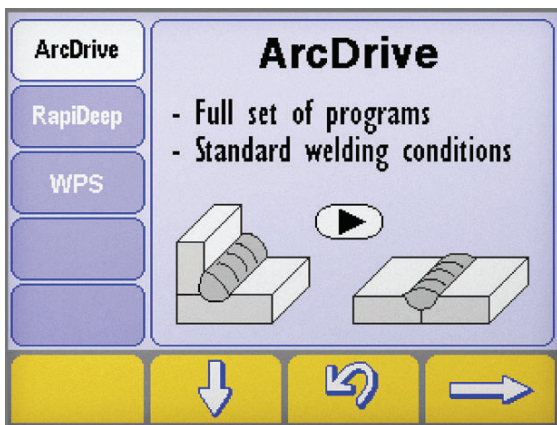 ArcDrive
RapiDeep
WPS
ArcDrive
- Full set of programs
- Standard welding conditions